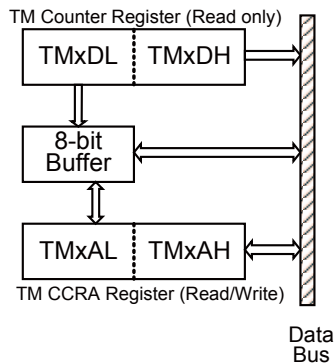 TM Counter Register (Read only)
TMxDL TMxDH
8-bit
Buffer
TMxAL TMxAH
TM CCRA Register (Read/Write)
Data
Bus